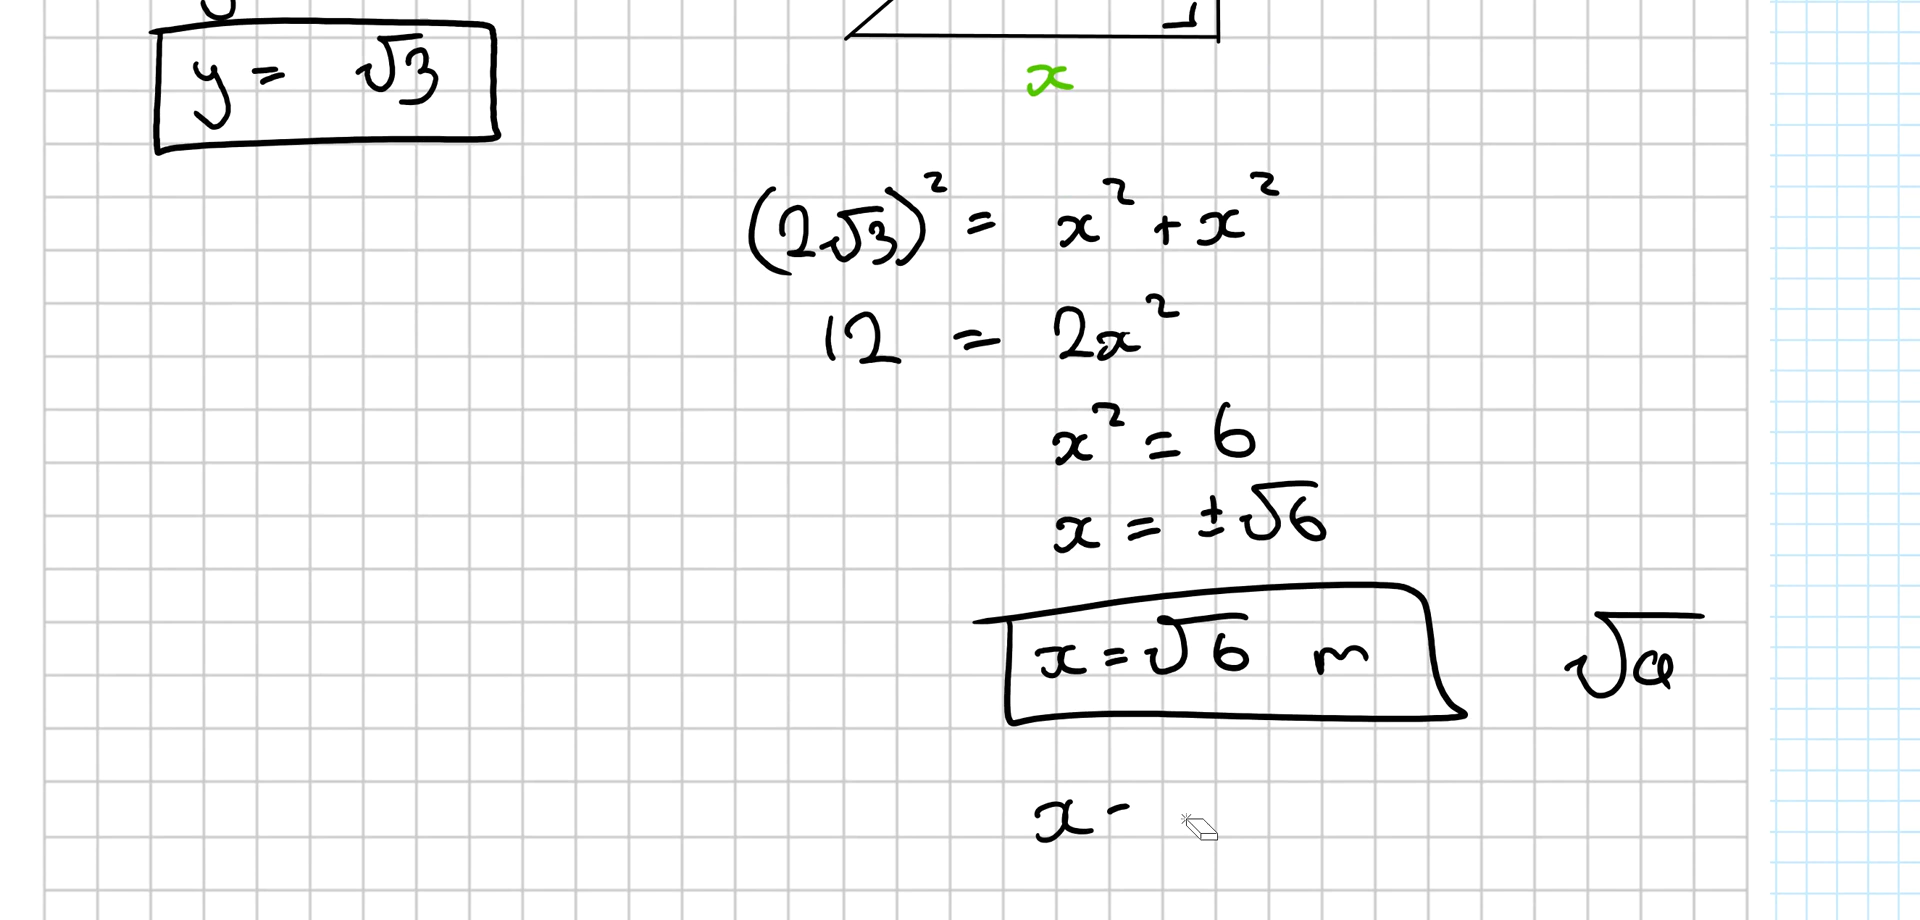 y = √3
x
(2√3)² = x² + x²
12 = 2x²
x² = 6
x = ±√6
x = √6 m
√a
x -